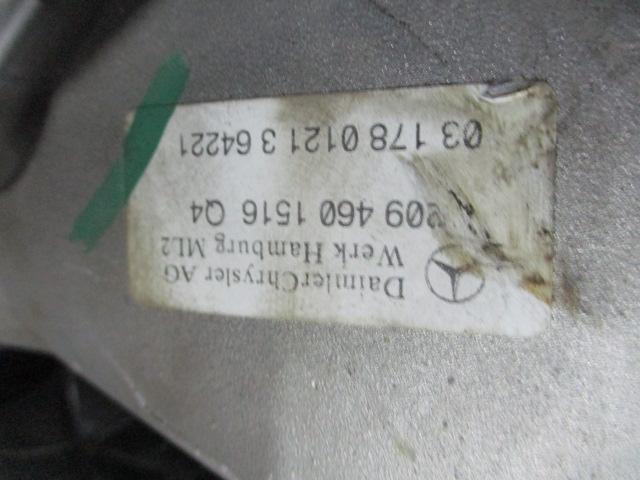 DaimlerChrysler AG
Werk Hamburg ML2
209 460 1516 Q4
03 178 0121 3 64221